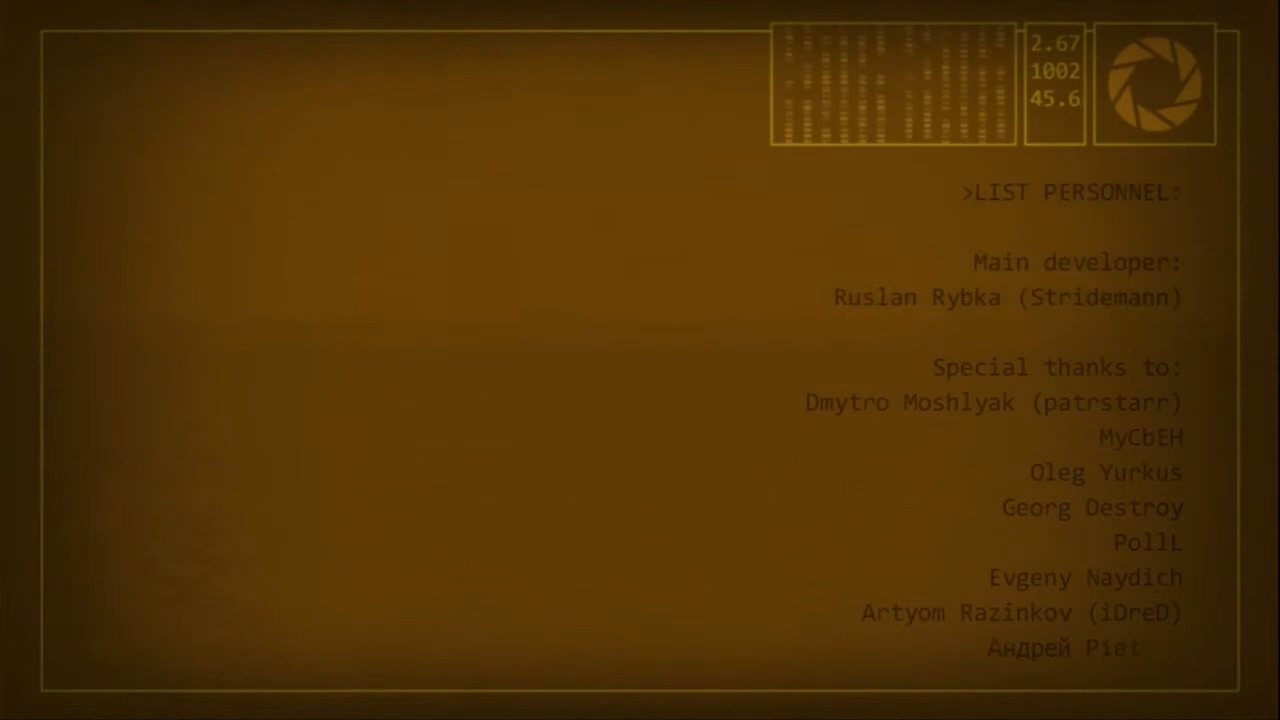 2.67
1002
45.6
>LIST PERSONNEL:
Main developer:
Ruslan Rybka (Stridemann)
Special thanks to:
Dmytro Moshlyak (patrstarr)
MyCbEH
Oleg Yurkus
Georg Destroy
PollL
Evgeny Naydich
Artyom Razinkov (iDreD)
Андрей Piet